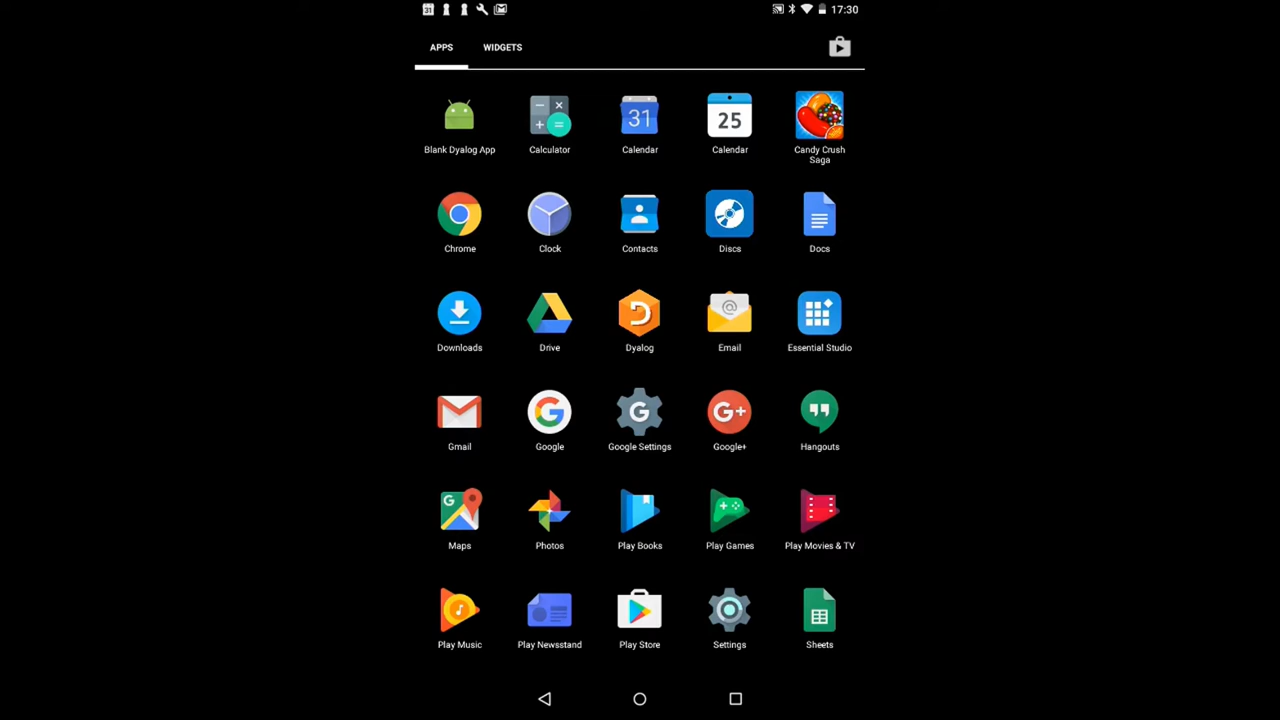 31 17:30
APPS WIDGETS
31 25
Blank Dyalog App Calculator Calendar Calendar Candy Crush
Saga
Chrome Clock Contacts Discs Docs
Downloads Drive Dyalog Email Essential Studio
G G+
Gmail Google Google Settings Google+ Hangouts
G
Maps Photos Play Books Play Games Play Movies & TV
Play Music Play Newsstand Play Store Settings Sheets